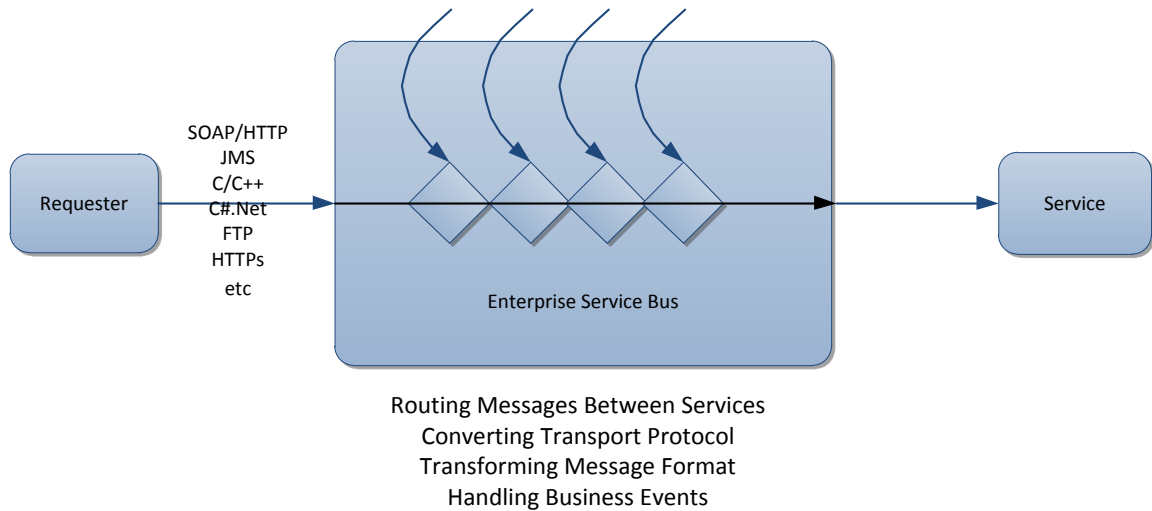 SOAP/HTTP
JMS
C/C++
C#.Net
FTP
HTTPs
etc
Requester
Service
Enterprise Service Bus
Routing Messages Between Services
Converting Transport Protocol
Transforming Message Format
Handling Business Events